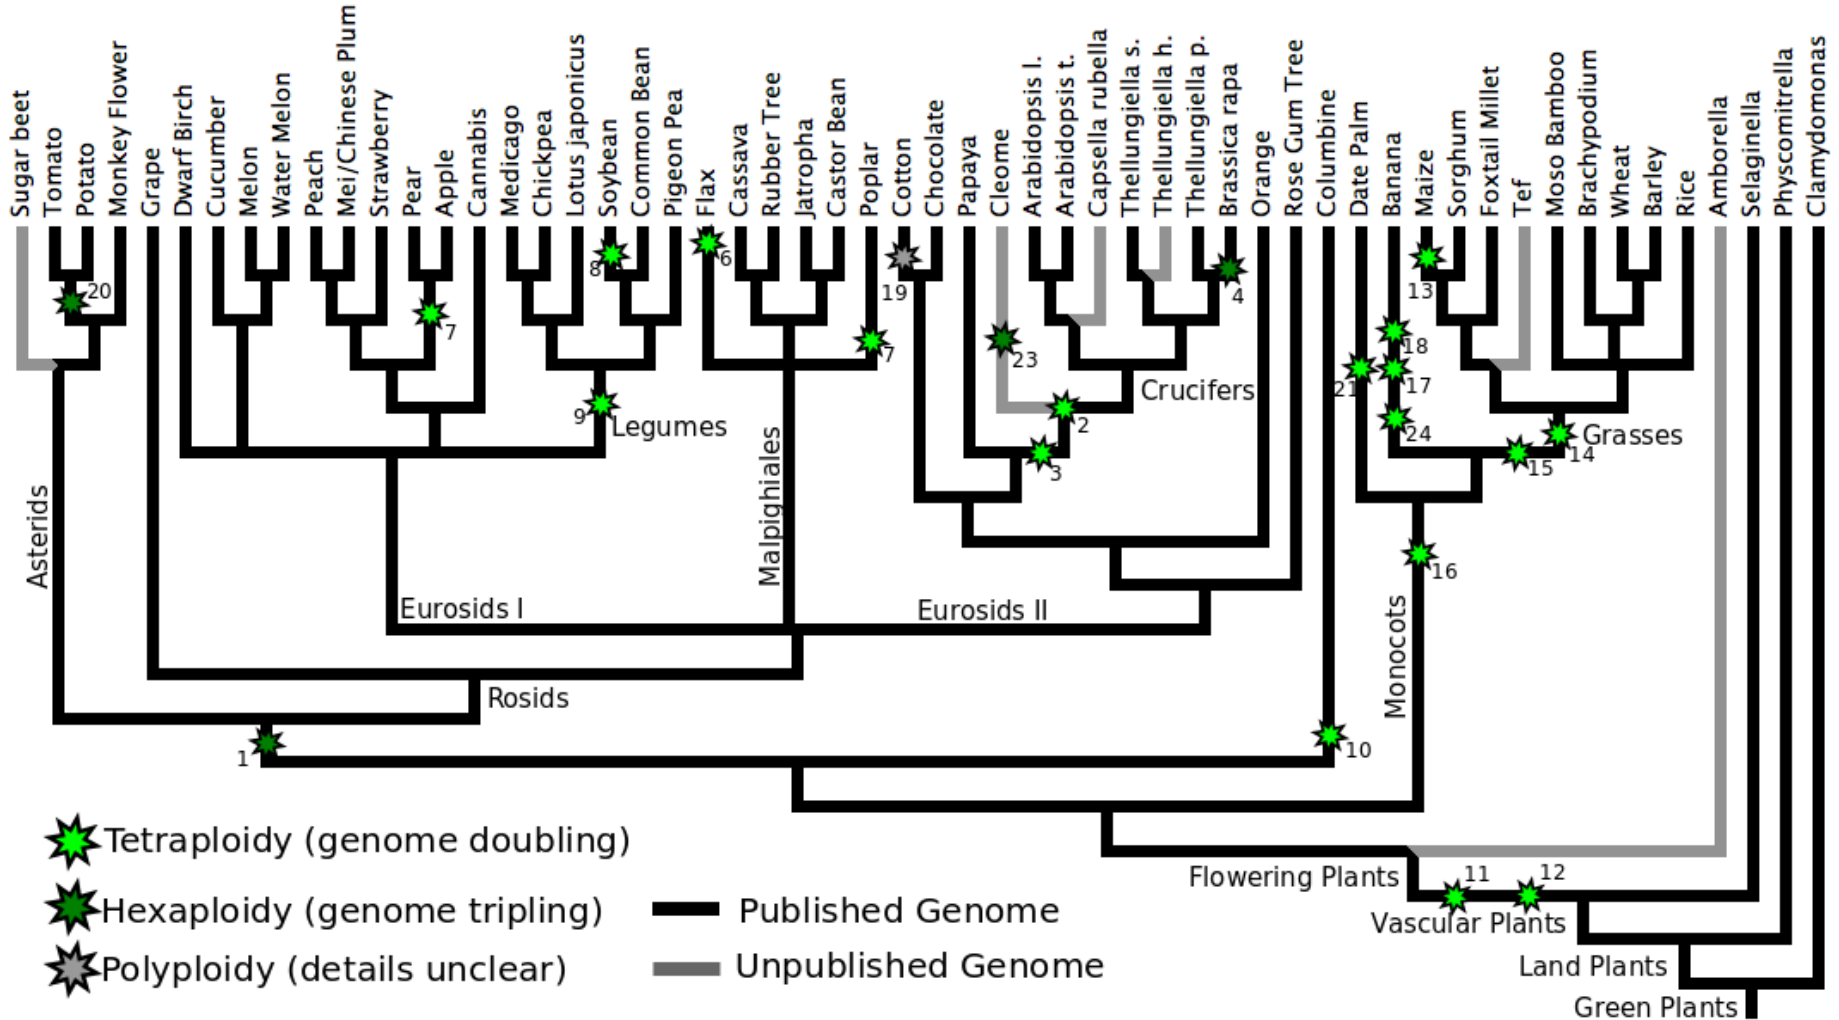 Sugar beet
Tomato
Potato
Monkey Flower
Grape
Dwarf Birch
Cucumber
Melon
Water Melon
Peach
Mei/Chinese Plum
Strawberry
Pear
Apple
Cannabis
Medicago
Chickpea
Lotus japonicus
Soybean
Common Bean
Pigeon Pea
Flax
Cassava
Rubber Tree
Jatropha
Castor Bean
Poplar
Cotton
Chocolate
Papaya
Cleome
Arabidopsis l.
Arabidopsis t.
Capsella rubella
Thellungiella s.
Thellungiella h.
Thellungiella p.
Brassica rapa
Orange
Rose Gum Tree
Columbine
Date Palm
Banana
Maize
Sorghum
Foxtail Millet
Tef
Moso Bamboo
Brachypodium
Wheat
Barley
Rice
Amborella
Selaginella
Physcomitrella
Clamydomonas
20
7
8
9
6
7
19
23
4
2
3
21
18
17
24
13
15
14
16
1
10
11
12
Legumes
Crucifers
Grasses
Asterids
Malpighiales
Monocots
Eurosids I
Eurosids II
Rosids
Flowering Plants
Vascular Plants
Land Plants
Green Plants
Tetraploidy (genome doubling)
Hexaploidy (genome tripling)
Polyploidy (details unclear)
Published Genome
Unpublished Genome